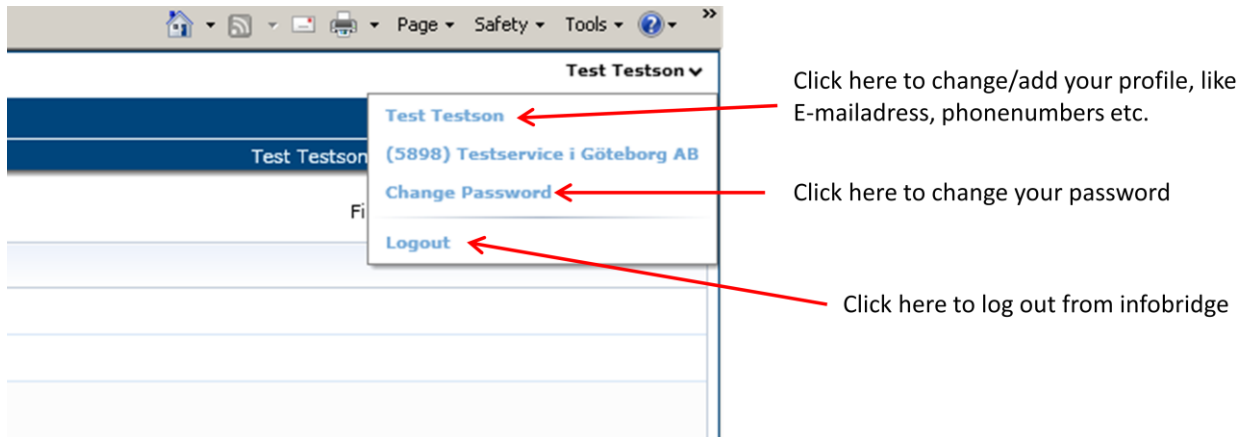 Page Safety Tools »
Test Testson
Click here to change/add your profile, like
E-mailadress, phonenumbers etc.
Test Testson
Test Testson
(5898) Testservice i Göteborg AB
Change Password
Click here to change your password
Fi
Logout
Click here to log out from infobridge